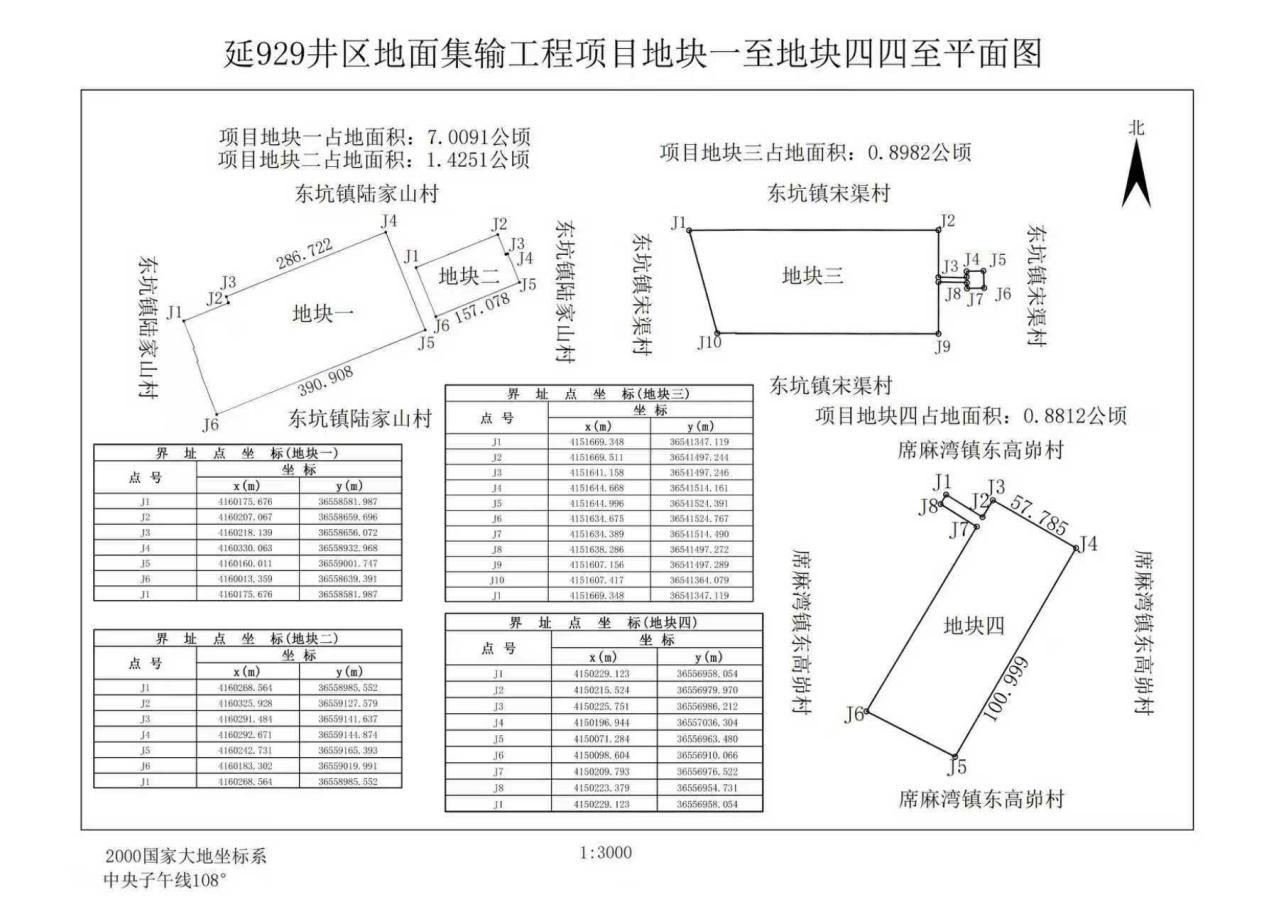 延929井区地面集输工程项目地块一至地块四四至平面图
项目地块一占地面积：7.0091公顷
项目地块二占地面积：1.4251公顷
东坑镇陆家山村
东坑镇陆家山村
J1
J2
J3
286.722
J4
地块一
J5
390.908
J6
东坑镇陆家山村
J1
J2
J3
J4
地块二
J5
157.078
J6
东坑镇陆家山村
项目地块三占地面积：0.8982公顷
东坑镇宋渠村
北
东坑镇宋渠村
J1
J2
地块三
J3
J4
J5
J8
J7
J6
J10
J9
东坑镇宋渠村
东坑镇宋渠村
项目地块四占地面积：0.8812公顷
席麻湾镇东高峁村
J1
J3
J8
J2
57.785
J7
J4
席麻湾镇东高峁村
地块四
席麻湾镇东高峁村
100.999
J6
J5
席麻湾镇东高峁村
界 址 点 坐 标(地块一)
点 号 坐 标
x(m) y(m)
J1 4160175.676 36558581.987
J2 4160207.067 36558659.696
J3 4160218.139 36558656.072
J4 4160330.063 36558932.968
J5 4160160.011 36559001.747
J6 4160013.359 36558639.391
J1 4160175.676 36558581.987
界 址 点 坐 标(地块二)
点 号 坐 标
x(m) y(m)
J1 4160268.564 36558985.552
J2 4160325.928 36559127.579
J3 4160291.484 36559141.637
J4 4160292.671 36559144.874
J5 4160242.731 36559165.393
J6 4160183.302 36559019.991
J1 4160268.564 36558985.552
界 址 点 坐 标(地块三)
点 号 坐 标
x(m) y(m)
J1 4151669.348 36541347.119
J2 4151669.511 36541497.244
J3 4151641.158 36541497.246
J4 4151644.668 36541514.161
J5 4151644.996 36541524.391
J6 4151634.675 36541524.767
J7 4151634.389 36541514.490
J8 4151638.286 36541497.272
J9 4151607.156 36541497.289
J10 4151607.417 36541364.079
J1 4151669.348 36541347.119
界 址 点 坐 标(地块四)
点 号 坐 标
x(m) y(m)
J1 4150229.123 36556958.054
J2 4150215.524 36556979.970
J3 4150225.751 36556986.212
J4 4150196.944 36557036.304
J5 4150071.284 36556963.480
J6 4150098.604 36556910.066
J7 4150209.793 36556976.522
J8 4150223.379 36556954.731
J1 4150229.123 36556958.054
2000国家大地坐标系
中央子午线108°
1:3000